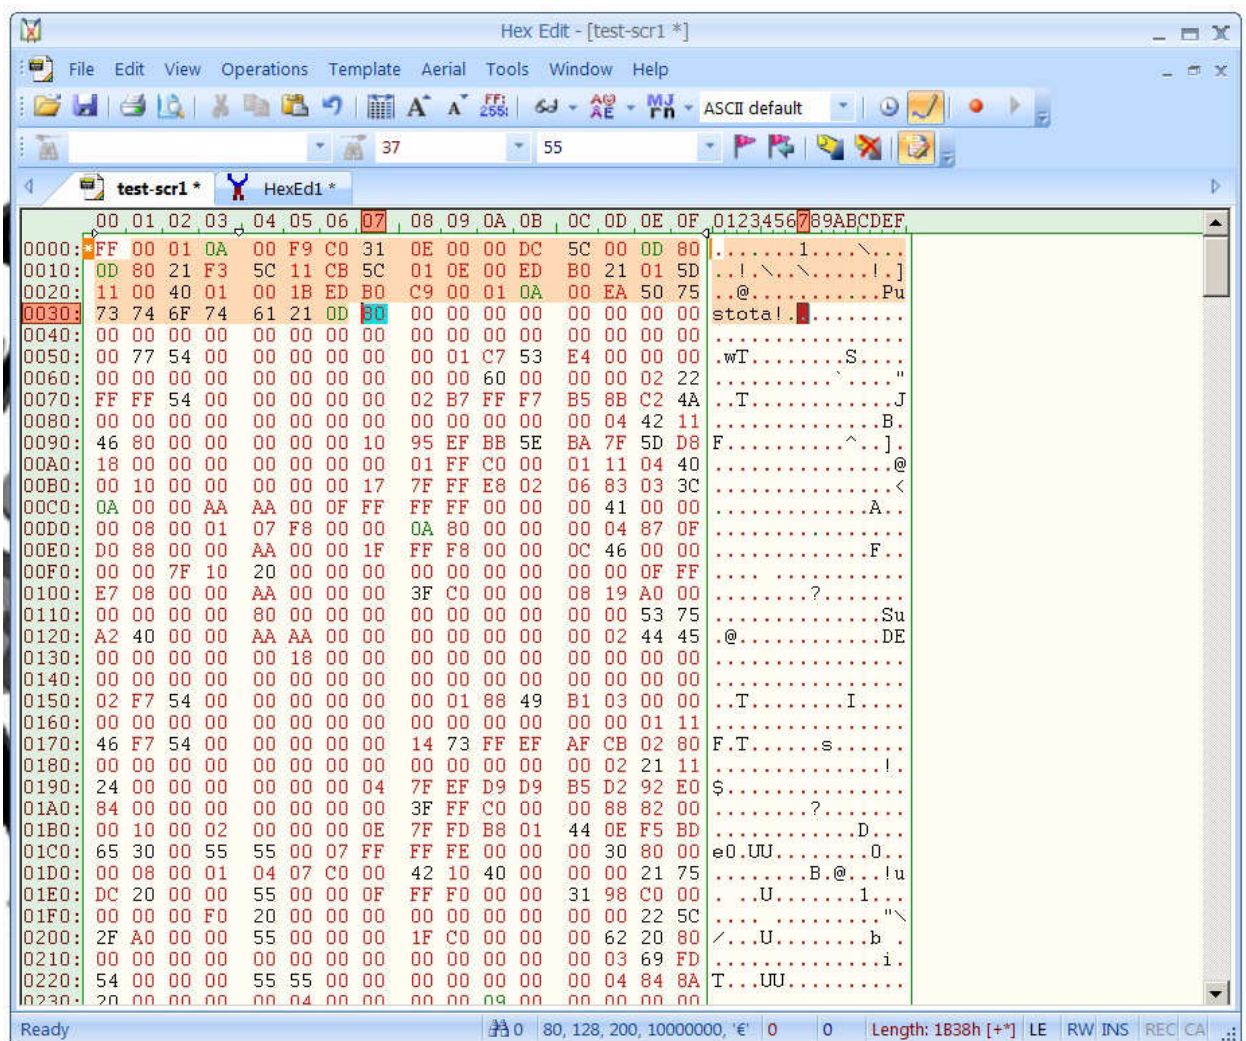 Hex Edit - [test-scr1 *]
File Edit View Operations Template Aerial Tools Window Help
ASCII default
37 55
test-scr1 * HexEd1 *
00 01 02 03 04 05 06 07 08 09 0A 0B 0C 0D 0E 0F 0123456789ABCDEF
0000: FF 00 01 0A 00 F9 C0 31 0E 00 00 DC 5C 00 0D 80 .......1....\...
0010: 0D 80 21 F3 5C 11 CB 5C 01 0E 00 ED B0 21 01 5D ..!.\..\.....!.]
0020: 11 00 40 01 00 1B ED B0 C9 00 01 0A 00 EA 50 75 ..@...........Pu
0030: 73 74 6F 74 61 21 0D 80 00 00 00 00 00 00 00 00 stota!..........
0040: 00 00 00 00 00 00 00 00 00 00 00 00 00 00 00 00 ................
0050: 00 77 54 00 00 00 00 00 00 01 C7 53 E4 00 00 00 .wT........S....
0060: 00 00 00 00 00 00 00 00 00 00 60 00 00 00 02 22 ..........`...."
0070: FF FF 54 00 00 00 00 00 02 B7 FF F7 B5 8B C2 4A ..T............J
0080: 00 00 00 00 00 00 00 00 00 00 00 00 00 04 42 11 ..............B.
0090: 46 80 00 00 00 00 00 10 95 EF BB 5E BA 7F 5D D8 F..........^..].
00A0: 18 00 00 00 00 00 00 00 01 FF C0 00 01 11 04 40 ...............@
00B0: 00 10 00 00 00 00 00 17 7F FF E8 02 06 83 03 3C ...............<
00C0: 0A 00 00 AA AA 00 0F FF FF FF 00 00 00 41 00 00 .............A..
00D0: 00 08 00 01 07 F8 00 00 0A 80 00 00 00 04 87 0F ................
00E0: D0 88 00 00 AA 00 00 1F FF F8 00 00 0C 46 00 00 .............F..
00F0: 00 00 7F 10 20 00 00 00 00 00 00 00 00 00 0F FF .... ...........
0100: E7 08 00 00 AA 00 00 00 3F C0 00 00 08 19 A0 00 ........?.......
0110: 00 00 00 00 80 00 00 00 00 00 00 00 00 00 53 75 ..............Su
0120: A2 40 00 00 AA AA 00 00 00 00 00 00 00 02 44 45 .@............DE
0130: 00 00 00 00 00 18 00 00 00 00 00 00 00 00 00 00 ................
0140: 00 00 00 00 00 00 00 00 00 00 00 00 00 00 00 00 ................
0150: 02 F7 54 00 00 00 00 00 00 01 88 49 B1 03 00 00 ..T........I....
0160: 00 00 00 00 00 00 00 00 00 00 00 00 00 00 01 11 ................
0170: 46 F7 54 00 00 00 00 00 14 73 FF EF AF CB 02 80 F.T......s......
0180: 00 00 00 00 00 00 00 00 00 00 00 00 00 02 21 11 ..............!.
0190: 24 00 00 00 00 00 00 04 7F EF D9 D9 B5 D2 92 E0 $...............
01A0: 84 00 00 00 00 00 00 00 3F FF C0 00 00 88 82 00 ........?.......
01B0: 00 10 00 02 00 00 00 0E 7F FD B8 01 44 0E F5 BD ............D...
01C0: 65 30 00 55 55 00 07 FF FF FE 00 00 00 30 80 00 e0.UU........0..
01D0: 00 08 00 01 04 07 C0 00 42 10 40 00 00 00 21 75 ........B.@...!u
01E0: DC 20 00 00 55 00 00 0F FF F0 00 00 31 98 C0 00 . ..U.......1...
01F0: 00 00 00 F0 20 00 00 00 00 00 00 00 00 00 22 5C .... ........."\
0200: 2F A0 00 00 55 00 00 00 1F C0 00 00 00 62 20 80 /...U........b .
0210: 00 00 00 00 00 00 00 00 00 00 00 00 00 03 69 FD ..............i.
0220: 54 00 00 00 55 55 00 00 00 00 00 00 00 04 84 8A T...UU..........
0230: 20 00 00 00 00 04 00 00 00 00 09 00 00 00 00 00
Ready 0 80, 128, 200, 10000000, '€' 0 0 Length: 1B38h [+*] LE RW INS REC CA